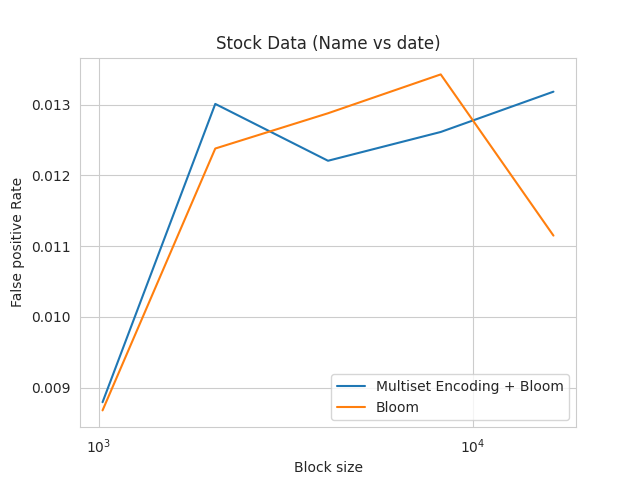 Stock Data (Name vs date)
0.013
0.012
0.011
0.010
0.009
False positive Rate
Multiset Encoding + Bloom
Bloom
10³
10⁴
Block size